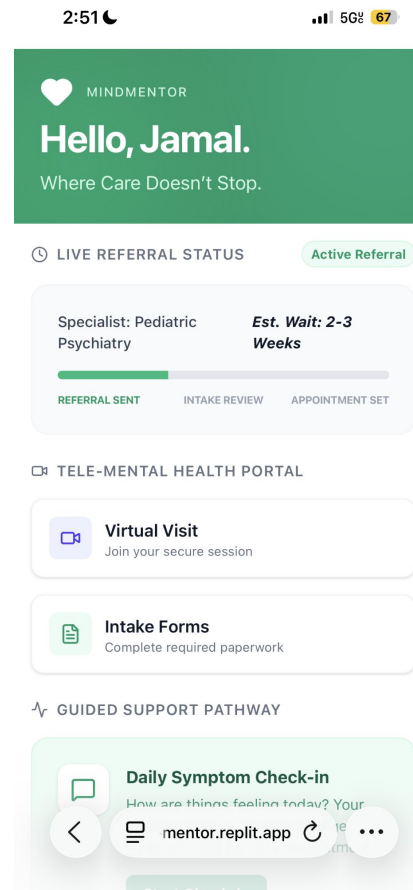 2:51
5G
67
MINDMENTOR
Hello, Jamal.
Where Care Doesn't Stop.
LIVE REFERRAL STATUS
Active Referral
Specialist: Pediatric
Psychiatry
Est. Wait: 2-3
Weeks
REFERRAL SENT
INTAKE REVIEW
APPOINTMENT SET
TELE-MENTAL HEALTH PORTAL
Virtual Visit
Join your secure session
Intake Forms
Complete required paperwork
GUIDED SUPPORT PATHWAY
Daily Symptom Check-in
How are things feeling today? Your
mentor.replit.app